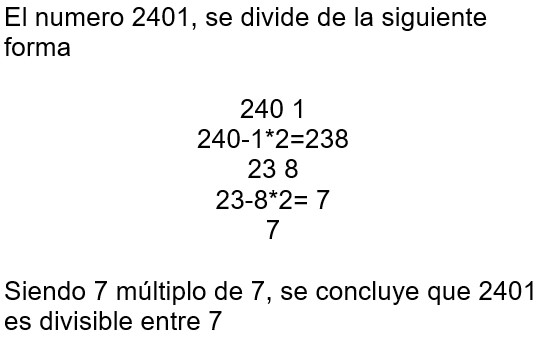 El numero 2401, se divide de la siguiente
forma
240 1
240-1*2=238
23 8
23-8*2= 7
7
Siendo 7 múltiplo de 7, se concluye que 2401
es divisible entre 7